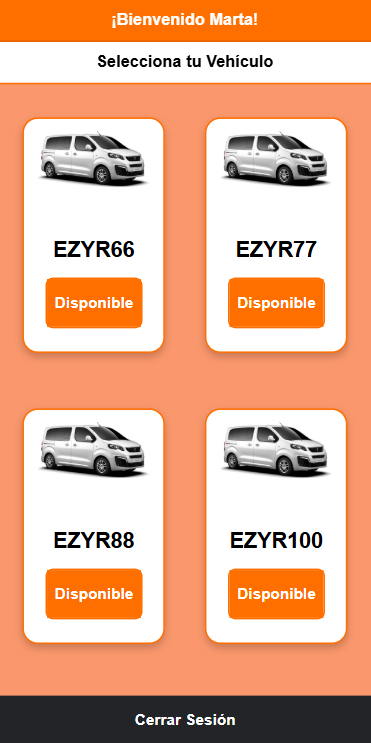 ¡Bienvenido Marta!
Selecciona tu Vehículo
EZYR66
Disponible
EZYR77
Disponible
EZYR88
Disponible
EZYR100
Disponible
Cerrar Sesión